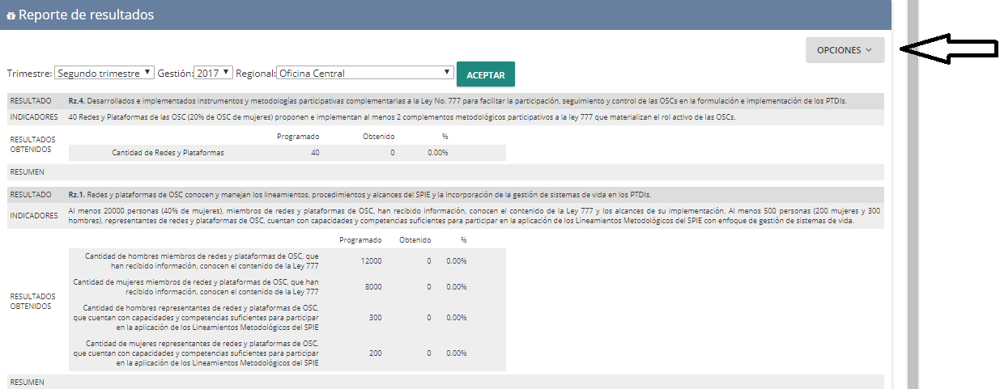 Reporte de resultados
OPCIONES
Trimestre: Segundo trimestre Gestión: 2017 Regional: Oficina Central ACEPTAR
RESULTADO Rz.4. Desarrollados e implementados instrumentos y metodologías participativas complementarias a la Ley No. 777 para facilitar la participación, seguimiento y control de las OSCs en la formulación e implementación de los PTDIs.
INDICADORES 40 Redes y Plataformas de las OSC (20% de OSC de mujeres) proponen e implementan al menos 2 complementos metodológicos participativos a la ley 777 que materializan el rol activo de las OSCs.
RESULTADOS
OBTENIDOS
Programado Obtenido %
Cantidad de Redes y Plataformas 40 0 0.00%
RESUMEN
RESULTADO Rz.1. Redes y plataformas de OSC conocen y manejan los lineamientos, procedimientos y alcances del SPIE y la incorporación de la gestión de sistemas de vida en los PTDIs.
INDICADORES
Al menos 20000 personas (40% de mujeres), miembros de redes y plataformas de OSC, han recibido información, conocen el contenido de la Ley 777 y los alcances de su implementación. Al menos 500 personas (200 mujeres y 300
hombres), representantes de redes y plataformas de OSC, cuentan con capacidades y competencias suficientes para participar en la aplicación de los Lineamientos Metodológicos del SPIE con enfoque de gestión de sistemas de vida.
RESULTADOS
OBTENIDOS
Programado Obtenido %
Cantidad de hombres miembros de redes y plataformas de OSC, que
han recibido información, conocen el contenido de la Ley 777
12000 0 0.00%
Cantidad de mujeres miembros de redes y plataformas de OSC, que han
recibido información, conocen el contenido de la Ley 777
8000 0 0.00%
Cantidad de hombres representantes de redes y plataformas de OSC,
que cuentan con capacidades y competencias suficientes para participar
en la aplicación de los Lineamientos Metodológicos del SPIE
300 0 0.00%
Cantidad de mujeres representantes de redes y plataformas de OSC,
que cuentan con capacidades y competencias suficientes para participar
en la aplicación de los Lineamientos Metodológicos del SPIE
200 0 0.00%
RESUMEN